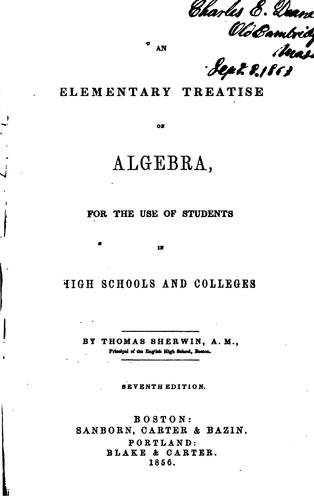 Charles E. Deane
Old Cambridge
Mass
Sept. 8. 1863
AN
ELEMENTARY TREATISE
ON
ALGEBRA,
FOR THE USE OF STUDENTS
IN
HIGH SCHOOLS AND COLLEGES
BY THOMAS SHERWIN, A. M.,
Principal of the English High School, Boston.
SEVENTH EDITION.
BOSTON:
SANBORN, CARTER & BAZIN.
PORTLAND:
BLAKE & CARTER.
1856.